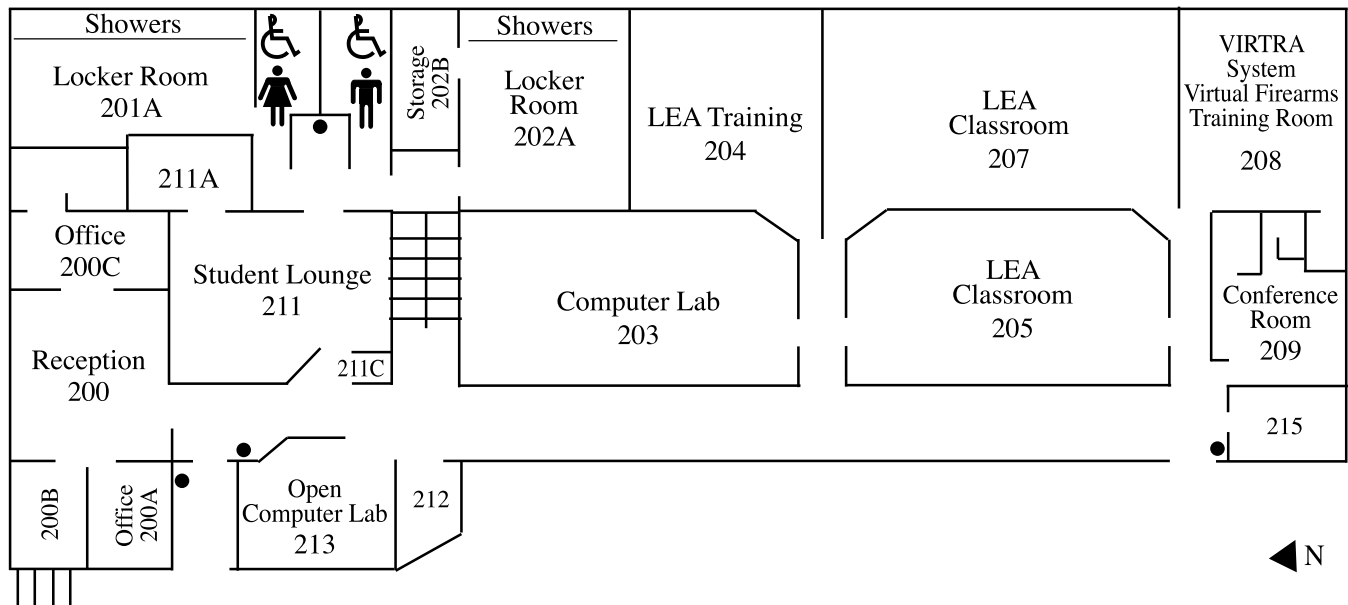 Showers
Locker Room
201A
Storage
202B
Showers
Locker
Room
202A
LEA Training
204
LEA
Classroom
207
VIRTRA
System
Virtual Firearms
Training Room
208
211A
Office
200C
Student Lounge
211
Computer Lab
203
LEA
Classroom
205
Conference
Room
209
Reception
200
211C
215
200B
Office
200A
Open
Computer Lab
213
212
N